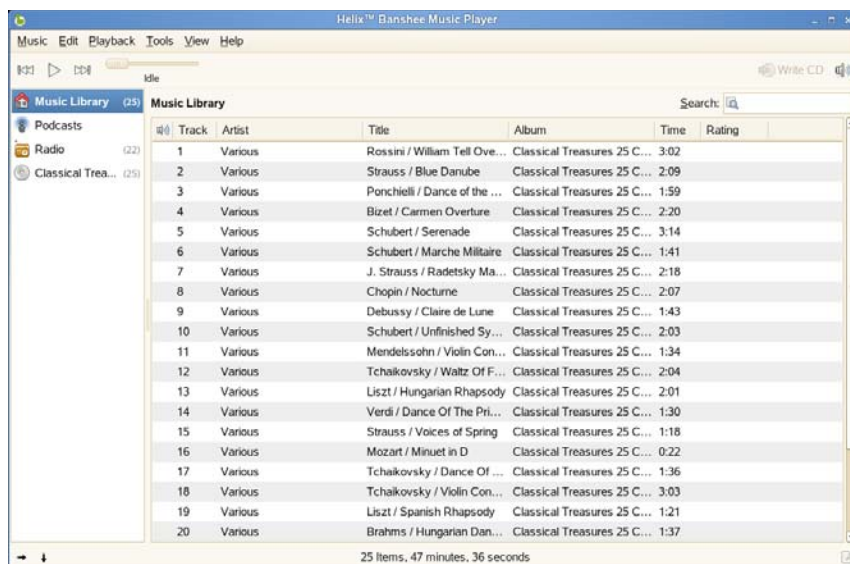 Helix™ Banshee Music Player
Music Edit Playback Tools View Help
Idle
Write CD
Music Library (25)
Podcasts
Radio (22)
Classical Trea... (25)
Music Library
Search:
Track Artist Title Album Time Rating
1 Various Rossini / William Tell Ove... Classical Treasures 25 C... 3:02
2 Various Strauss / Blue Danube Classical Treasures 25 C... 2:09
3 Various Ponchielli / Dance of the ... Classical Treasures 25 C... 1:59
4 Various Bizet / Carmen Overture Classical Treasures 25 C... 2:20
5 Various Schubert / Serenade Classical Treasures 25 C... 3:14
6 Various Schubert / Marche Militaire Classical Treasures 25 C... 1:41
7 Various J. Strauss / Radetsky Ma... Classical Treasures 25 C... 2:18
8 Various Chopin / Nocturne Classical Treasures 25 C... 2:07
9 Various Debussy / Claire de Lune Classical Treasures 25 C... 1:43
10 Various Schubert / Unfinished Sy... Classical Treasures 25 C... 2:03
11 Various Mendelssohn / Violin Con... Classical Treasures 25 C... 1:34
12 Various Tchaikovsky / Waltz Of F... Classical Treasures 25 C... 2:04
13 Various Liszt / Hungarian Rhapsody Classical Treasures 25 C... 2:01
14 Various Verdi / Dance Of The Pri... Classical Treasures 25 C... 1:30
15 Various Strauss / Voices of Spring Classical Treasures 25 C... 1:18
16 Various Mozart / Minuet in D Classical Treasures 25 C... 0:22
17 Various Tchaikovsky / Dance Of ... Classical Treasures 25 C... 1:36
18 Various Tchaikovsky / Violin Con... Classical Treasures 25 C... 3:03
19 Various Liszt / Spanish Rhapsody Classical Treasures 25 C... 1:21
20 Various Brahms / Hungarian Dan... Classical Treasures 25 C... 1:37
25 Items, 47 minutes, 36 seconds